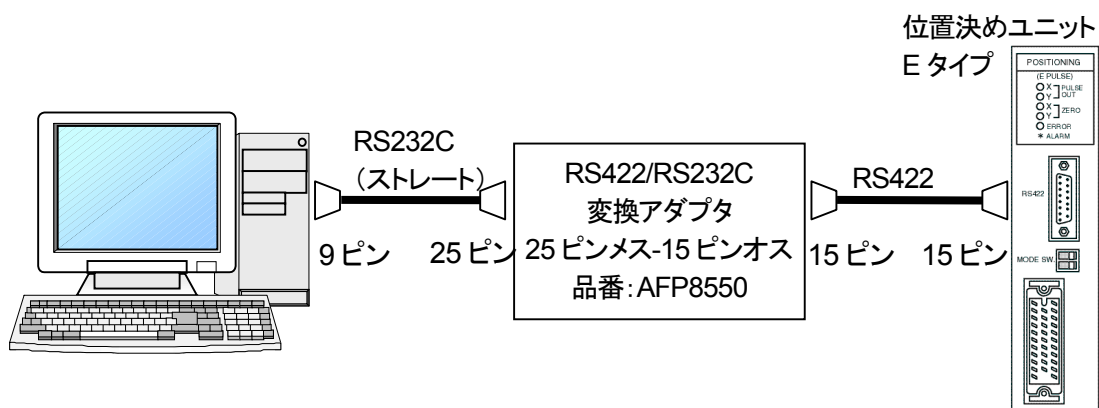 位置決めユニット
E タイプ
POSITIONING
(E PULSE)
X
Y
PULSE
OUT
X
Y
ZERO
ERROR
* ALARM
RS422
MODE SW.
RS232C
（ストレート）
9 ピン
25 ピン
RS422/RS232C
変換アダプタ
25 ピンメス-15 ピンオス
品番：AFP8550
RS422
15 ピン
15 ピン